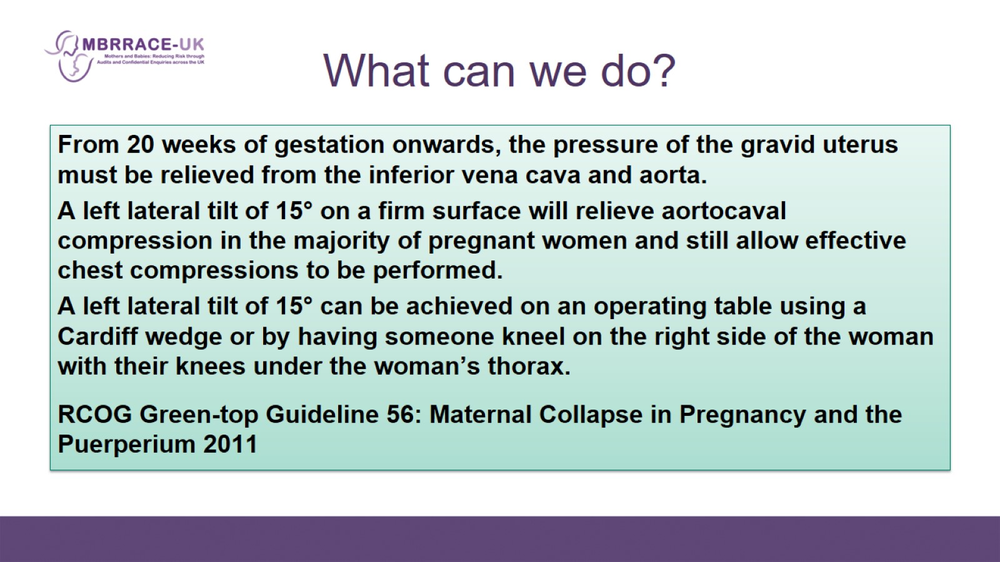 MBRRACE-UK
Mothers and Babies: Reducing Risk through
Audits and Confidential Enquiries across the UK
What can we do?
From 20 weeks of gestation onwards, the pressure of the gravid uterus
must be relieved from the inferior vena cava and aorta.
A left lateral tilt of 15° on a firm surface will relieve aortocaval
compression in the majority of pregnant women and still allow effective
chest compressions to be performed.
A left lateral tilt of 15° can be achieved on an operating table using a
Cardiff wedge or by having someone kneel on the right side of the woman
with their knees under the woman’s thorax.
RCOG Green-top Guideline 56: Maternal Collapse in Pregnancy and the
Puerperium 2011